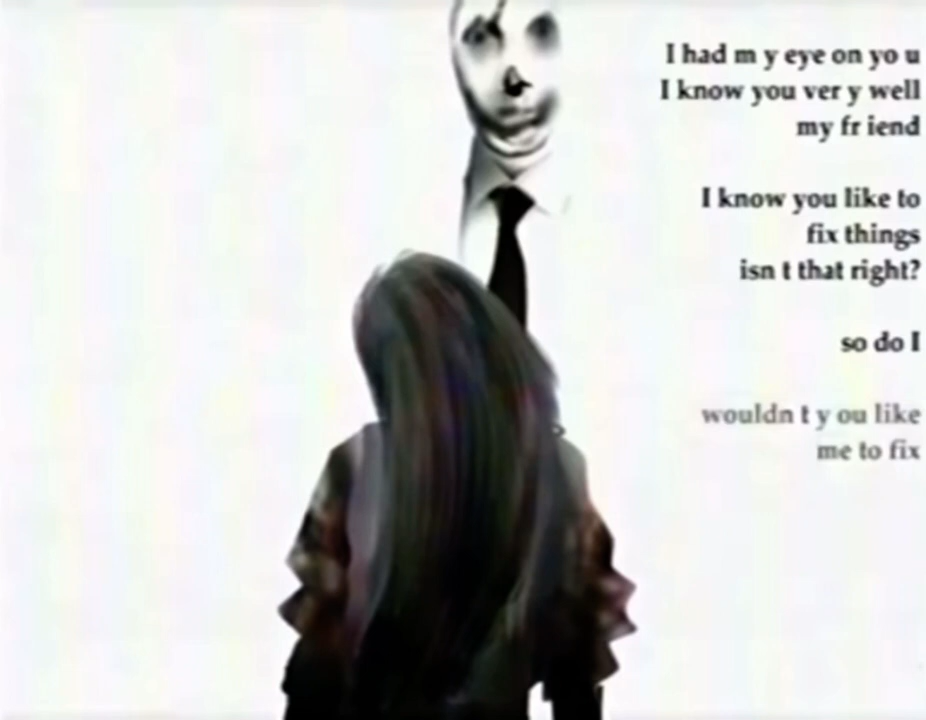 I had m y eye on yo u
I know you ver y well
my fr iend
I know you like to
fix things
isn t that right?
so do I
wouldn t y ou like
me to fix